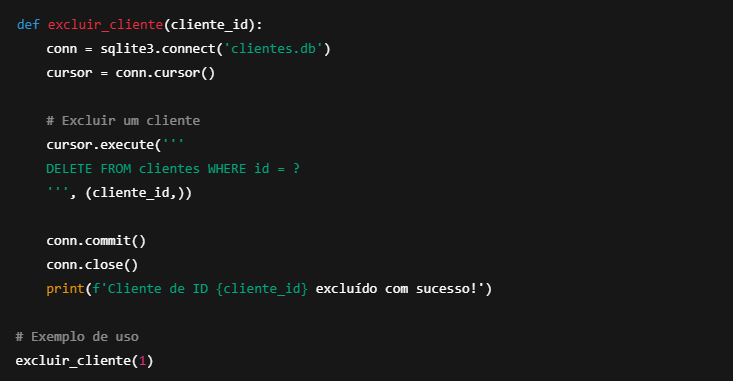 def excluir_cliente(cliente_id):
    conn = sqlite3.connect('clientes.db')
    cursor = conn.cursor()

    # Excluir um cliente
    cursor.execute('''
    DELETE FROM clientes WHERE id = ?
    ''', (cliente_id,))

    conn.commit()
    conn.close()
    print(f'Cliente de ID {cliente_id} excluído com sucesso!')

# Exemplo de uso
excluir_cliente(1)